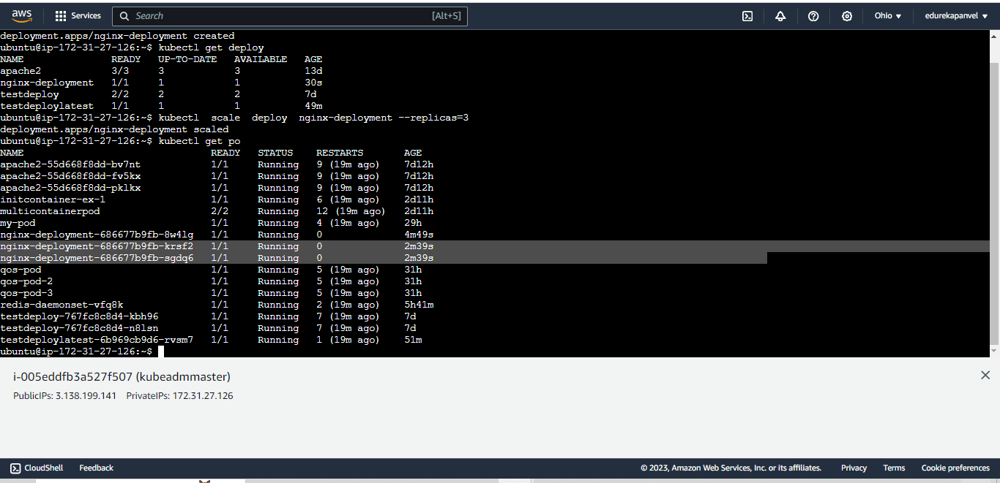 aws Services Search [Alt+S] Ohio edurekapanvel
deployment.apps/nginx-deployment created
ubuntu@ip-172-31-27-126:~$ kubectl get deploy
NAME READY UP-TO-DATE AVAILABLE AGE
apache2 3/3 3 3 13d
nginx-deployment 1/1 1 1 30s
testdeploy 2/2 2 2 7d
testdeploylatest 1/1 1 1 49m
ubuntu@ip-172-31-27-126:~$ kubectl scale deploy nginx-deployment --replicas=3
deployment.apps/nginx-deployment scaled
ubuntu@ip-172-31-27-126:~$ kubectl get po
NAME READY STATUS RESTARTS AGE
apache2-55d668f8dd-bv7nt 1/1 Running 9 (19m ago) 7d12h
apache2-55d668f8dd-fv5kx 1/1 Running 9 (19m ago) 7d12h
apache2-55d668f8dd-pklkx 1/1 Running 9 (19m ago) 7d12h
initcontainer-ex-1 1/1 Running 6 (19m ago) 2d11h
multicontainerpod 2/2 Running 12 (19m ago) 2d11h
my-pod 1/1 Running 4 (19m ago) 29h
nginx-deployment-686677b9fb-8w4lg 1/1 Running 0 4m49s
nginx-deployment-686677b9fb-krsf2 1/1 Running 0 2m39s
nginx-deployment-686677b9fb-sgdq6 1/1 Running 0 2m39s
qos-pod 1/1 Running 5 (19m ago) 31h
qos-pod-2 1/1 Running 5 (19m ago) 31h
qos-pod-3 1/1 Running 5 (19m ago) 31h
redis-daemonset-vfq8k 1/1 Running 2 (19m ago) 5h41m
testdeploy-767fc8c8d4-kbh96 1/1 Running 7 (19m ago) 7d
testdeploy-767fc8c8d4-n8lsn 1/1 Running 7 (19m ago) 7d
testdeploylatest-6b969cb9d6-rvsm7 1/1 Running 1 (19m ago) 51m
ubuntu@ip-172-31-27-126:~$
i-005eddfb3a527f507 (kubeadmmaster)
PublicIPs: 3.138.199.141 PrivateIPs: 172.31.27.126
CloudShell Feedback © 2023, Amazon Web Services, Inc. or its affiliates. Privacy Terms Cookie preferences